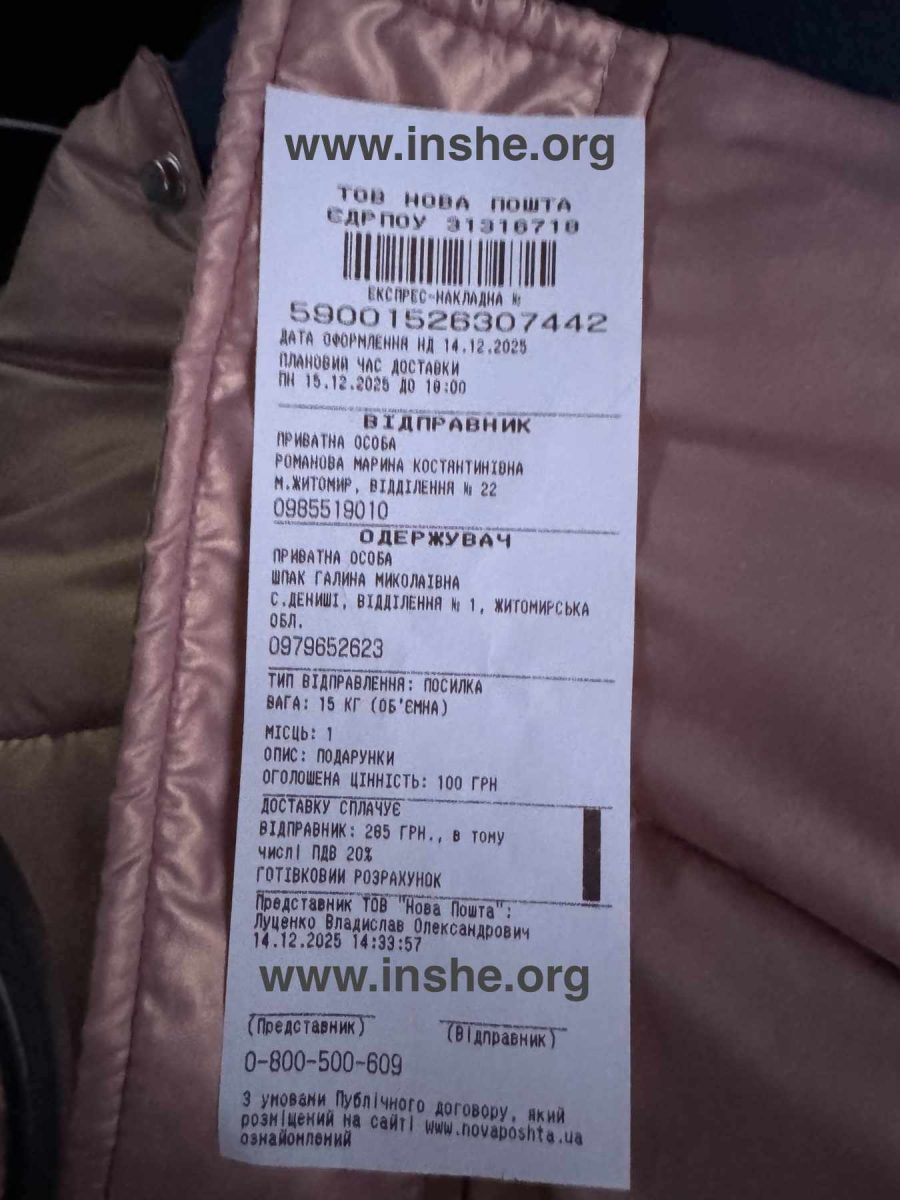 www.inshe.org
ТОВ НОВА ПОШТА
ЄДРПОУ 31316718
ЕКСПРЕС-НАКЛАДНА №
59001526307442
ДАТА ОФОРМЛЕННЯ НД 14.12.2025
ПЛАНОВИЙ ЧАС ДОСТАВКИ
ПН 15.12.2025 ДО 18:00
ВІДПРАВНИК
ПРИВАТНА ОСОБА
РОМАНОВА МАРИНА КОСТЯНТИНІВНА
М.ЖИТОМИР, ВІДДІЛЕННЯ № 22
0985519010
ОДЕРЖУВАЧ
ПРИВАТНА ОСОБА
ШПАК ГАЛИНА МИКОЛАЇВНА
С.ДЕНИШІ, ВІДДІЛЕННЯ № 1, ЖИТОМИРСЬКА
ОБЛ.
0979652623
ТИП ВІДПРАВЛЕННЯ: ПОСИЛКА
ВАГА: 15 КГ (ОБ'ЄМНА)
МІСЦЬ: 1
ОПИС: ПОДАРУНКИ
ОГОЛОШЕНА ЦІННІСТЬ: 100 ГРН
ДОСТАВКУ СПЛАЧУЄ
ВІДПРАВНИК: 285 ГРН., в тому
числі ПДВ 20%
ГОТІВКОВИЙ РОЗРАХУНОК
Представник ТОВ "Нова Пошта":
Луценко Владислав Олександрович
14.12.2025 14:33:57
www.inshe.org
(Представник) (Відправник)
0-800-500-609
З умовами Публічного договору, який
розміщений на сайті www.novaposhta.ua
ознайомлений